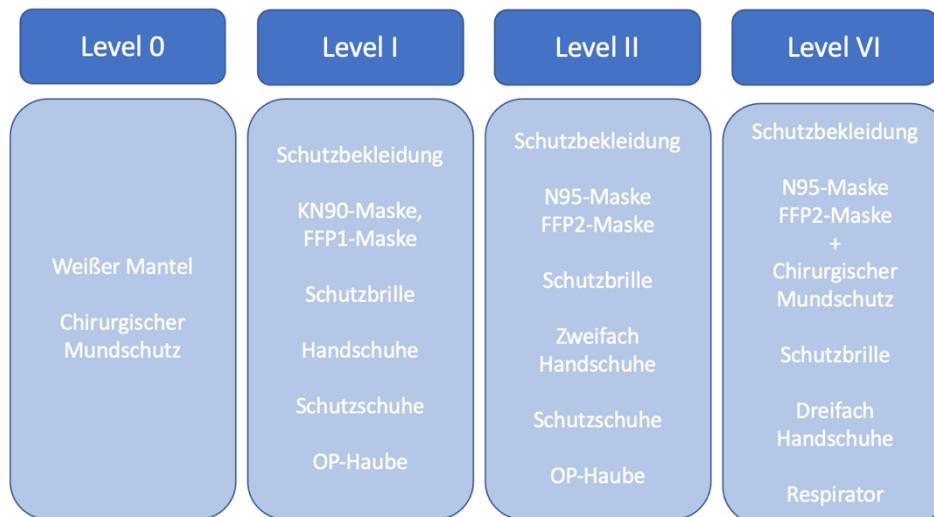 Level 0
Weißer Mantel
Chirurgischer
Mundschutz
Level I
Schutzbekleidung
KN90-Maske,
FFP1-Maske
Schutzbrille
Handschuhe
Schutzschuhe
OP-Haube
Level II
Schutzbekleidung
N95-Maske
FFP2-Maske
Schutzbrille
Zweifach
Handschuhe
Schutzschuhe
OP-Haube
Level VI
Schutzbekleidung
N95-Maske
FFP2-Maske
+
Chirurgischer
Mundschutz
Schutzbrille
Dreifach
Handschuhe
Respirator